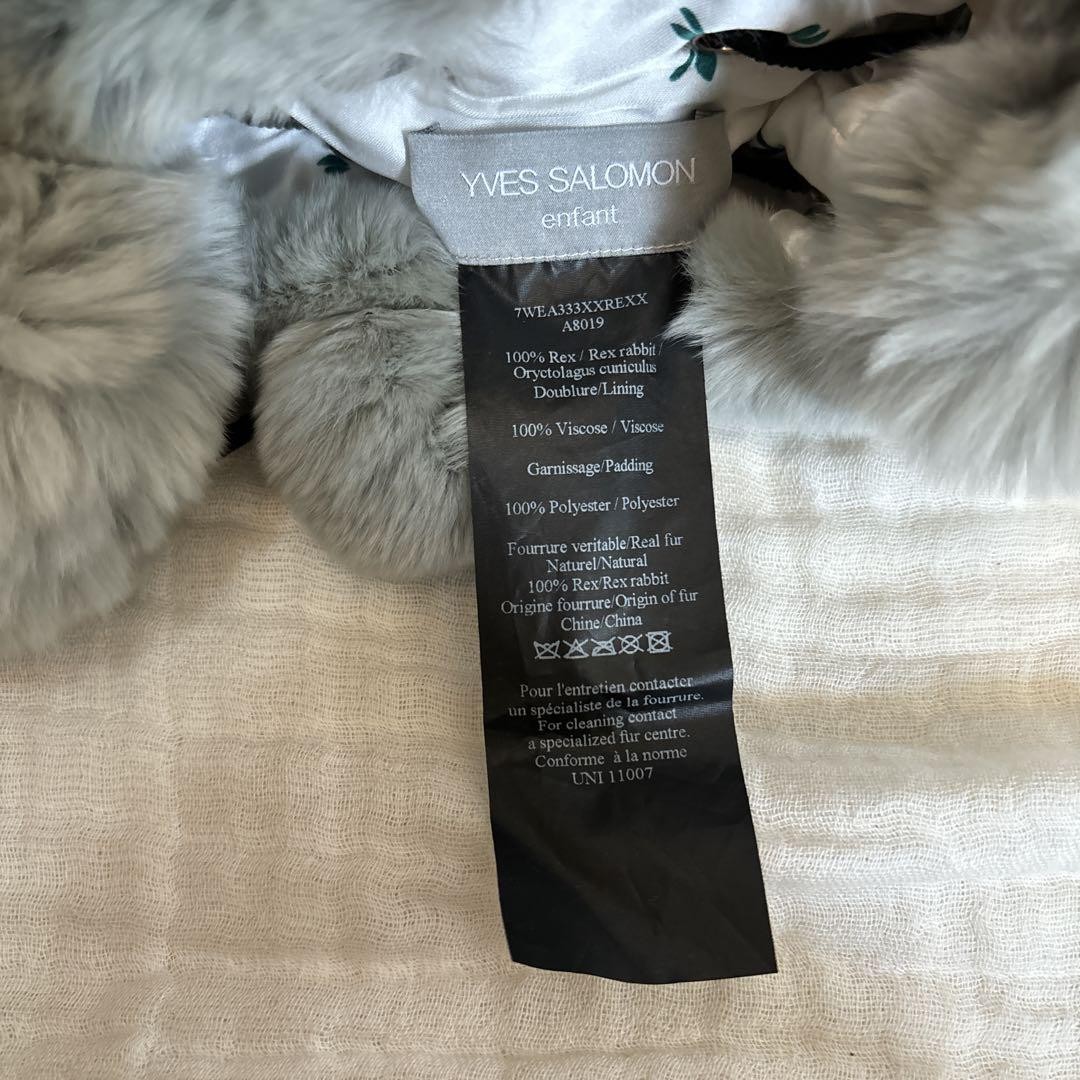 YVES SALOMON
enfant
7WEA333XXREXX
A8019
100% Rex / Rex rabbit /
Oryctolagus cuniculus
Doublure/Lining
100% Viscose / Viscose
Garnissage/Padding
100% Polyester / Polyester
Fourrure veritable/Real fur
Naturel/Natural
100% Rex/Rex rabbit
Origine fourrure/Origin of fur
Chine/China
Pour l'entretien contacter
un spécialiste de la fourrure.
For cleaning contact
a specialized fur centre.
Conforme à la norme
UNI 11007